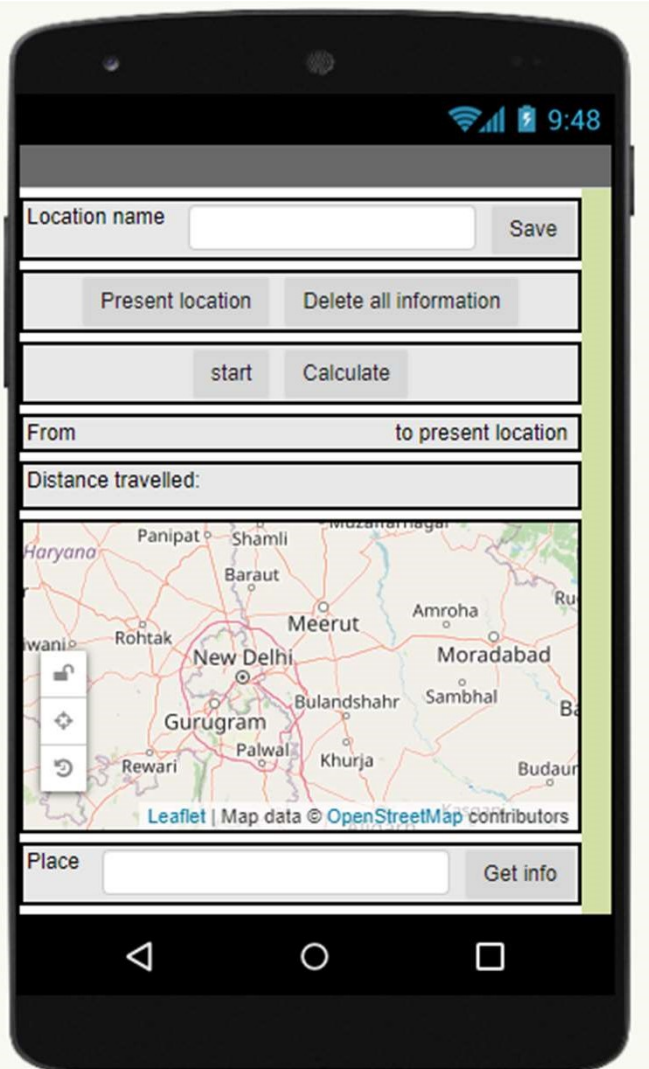 9:48
Location name Save
Present location Delete all information
start Calculate
From to present location
Distance travelled:
Panipat Shamli Muzaffarnagar
Haryana
Baraut
Rohtak Meerut Amroha
New Delhi Moradabad
Gurugram Bulandshahr Sambhal
Rewari Palwal Khurja Budaun
Leaflet | Map data © OpenStreetMap contributors
Place Get info